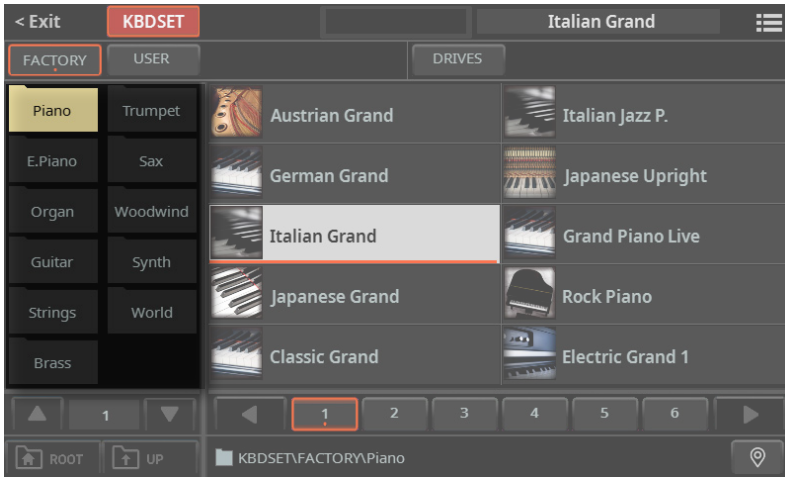 < Exit KBDSET Italian Grand
FACTORY USER DRIVES
Piano Trumpet
E.Piano Sax
Organ Woodwind
Guitar Synth
Strings World
Brass
Austrian Grand Italian Jazz P.
German Grand Japanese Upright
Italian Grand Grand Piano Live
Japanese Grand Rock Piano
Classic Grand Electric Grand 1
1 1 2 3 4 5 6
ROOT UP KBDSET\FACTORY\Piano